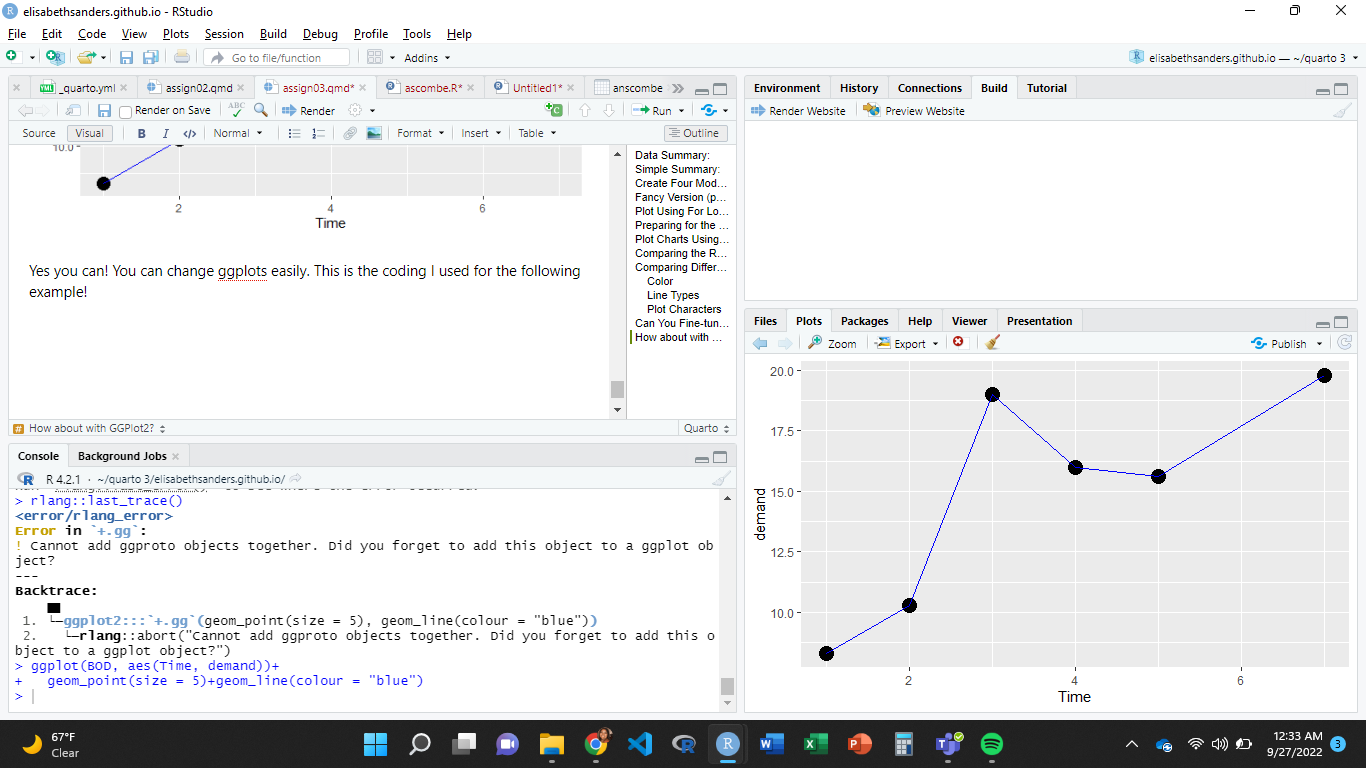 elisabethsanders.github.io - RStudio
File Edit Code View Plots Session Build Debug Profile Tools Help
Go to file/function Addins elisabethsanders.github.io — ~/quarto 3
_quarto.yml assign02.qmd assign03.qmd* ascombe.R* Untitled1* anscombe
Render on Save ABC Render Run
Source Visual B I </> Normal Format Insert Table Outline
10.0
2 4 6
Time
Yes you can! You can change ggplots easily. This is the coding I used for the following
example!
Data Summary:
Simple Summary:
Create Four Mod...
Fancy Version (p...
Plot Using For Lo...
Preparing for the ...
Plot Charts Using...
Comparing the R...
Comparing Differ...
Color
Line Types
Plot Characters
Can You Fine-tun...
How about with ...
# How about with GGPlot2? Quarto
Console Background Jobs
R 4.2.1 · ~/quarto 3/elisabethsanders.github.io/
> rlang::last_trace()
<error/rlang_error>
Error in `+.gg`:
! Cannot add ggproto objects together. Did you forget to add this object to a ggplot ob
ject?
---
Backtrace:
1. └─ggplot2:::`+.gg`(geom_point(size = 5), geom_line(colour = "blue"))
2. └─rlang::abort("Cannot add ggproto objects together. Did you forget to add this o
bject to a ggplot object?")
> ggplot(BOD, aes(Time, demand))+
+   geom_point(size = 5)+geom_line(colour = "blue")
>
Environment History Connections Build Tutorial
Render Website Preview Website
Files Plots Packages Help Viewer Presentation
Zoom Export Publish
20.0
17.5
15.0
12.5
10.0
demand
2 4 6
Time
67°F
Clear
12:33 AM
9/27/2022 3